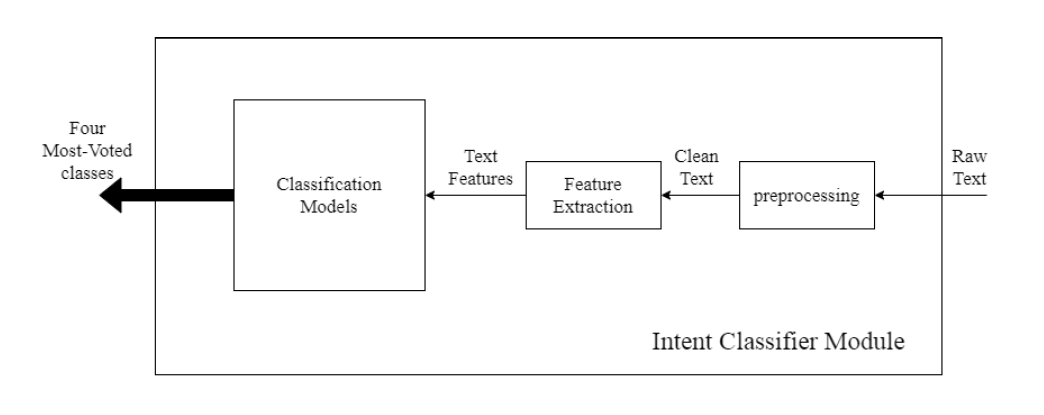 Four
Most-Voted
classes
Classification
Models
Text
Features
Feature
Extraction
Clean
Text
preprocessing
Raw
Text
Intent Classifier Module